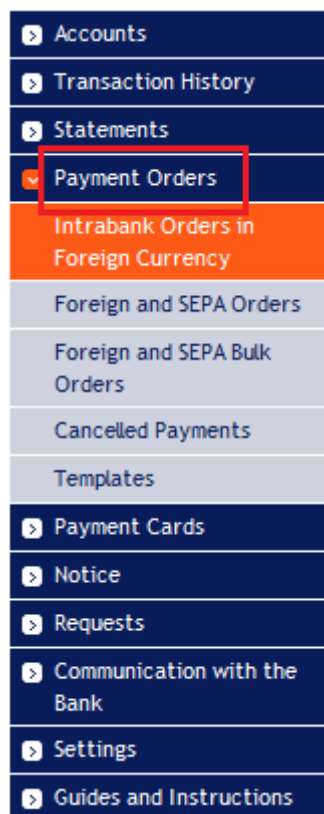 Accounts
Transaction History
Statements
Payment Orders
Intrabank Orders in
Foreign Currency
Foreign and SEPA Orders
Foreign and SEPA Bulk
Orders
Cancelled Payments
Templates
Payment Cards
Notice
Requests
Communication with the
Bank
Settings
Guides and Instructions